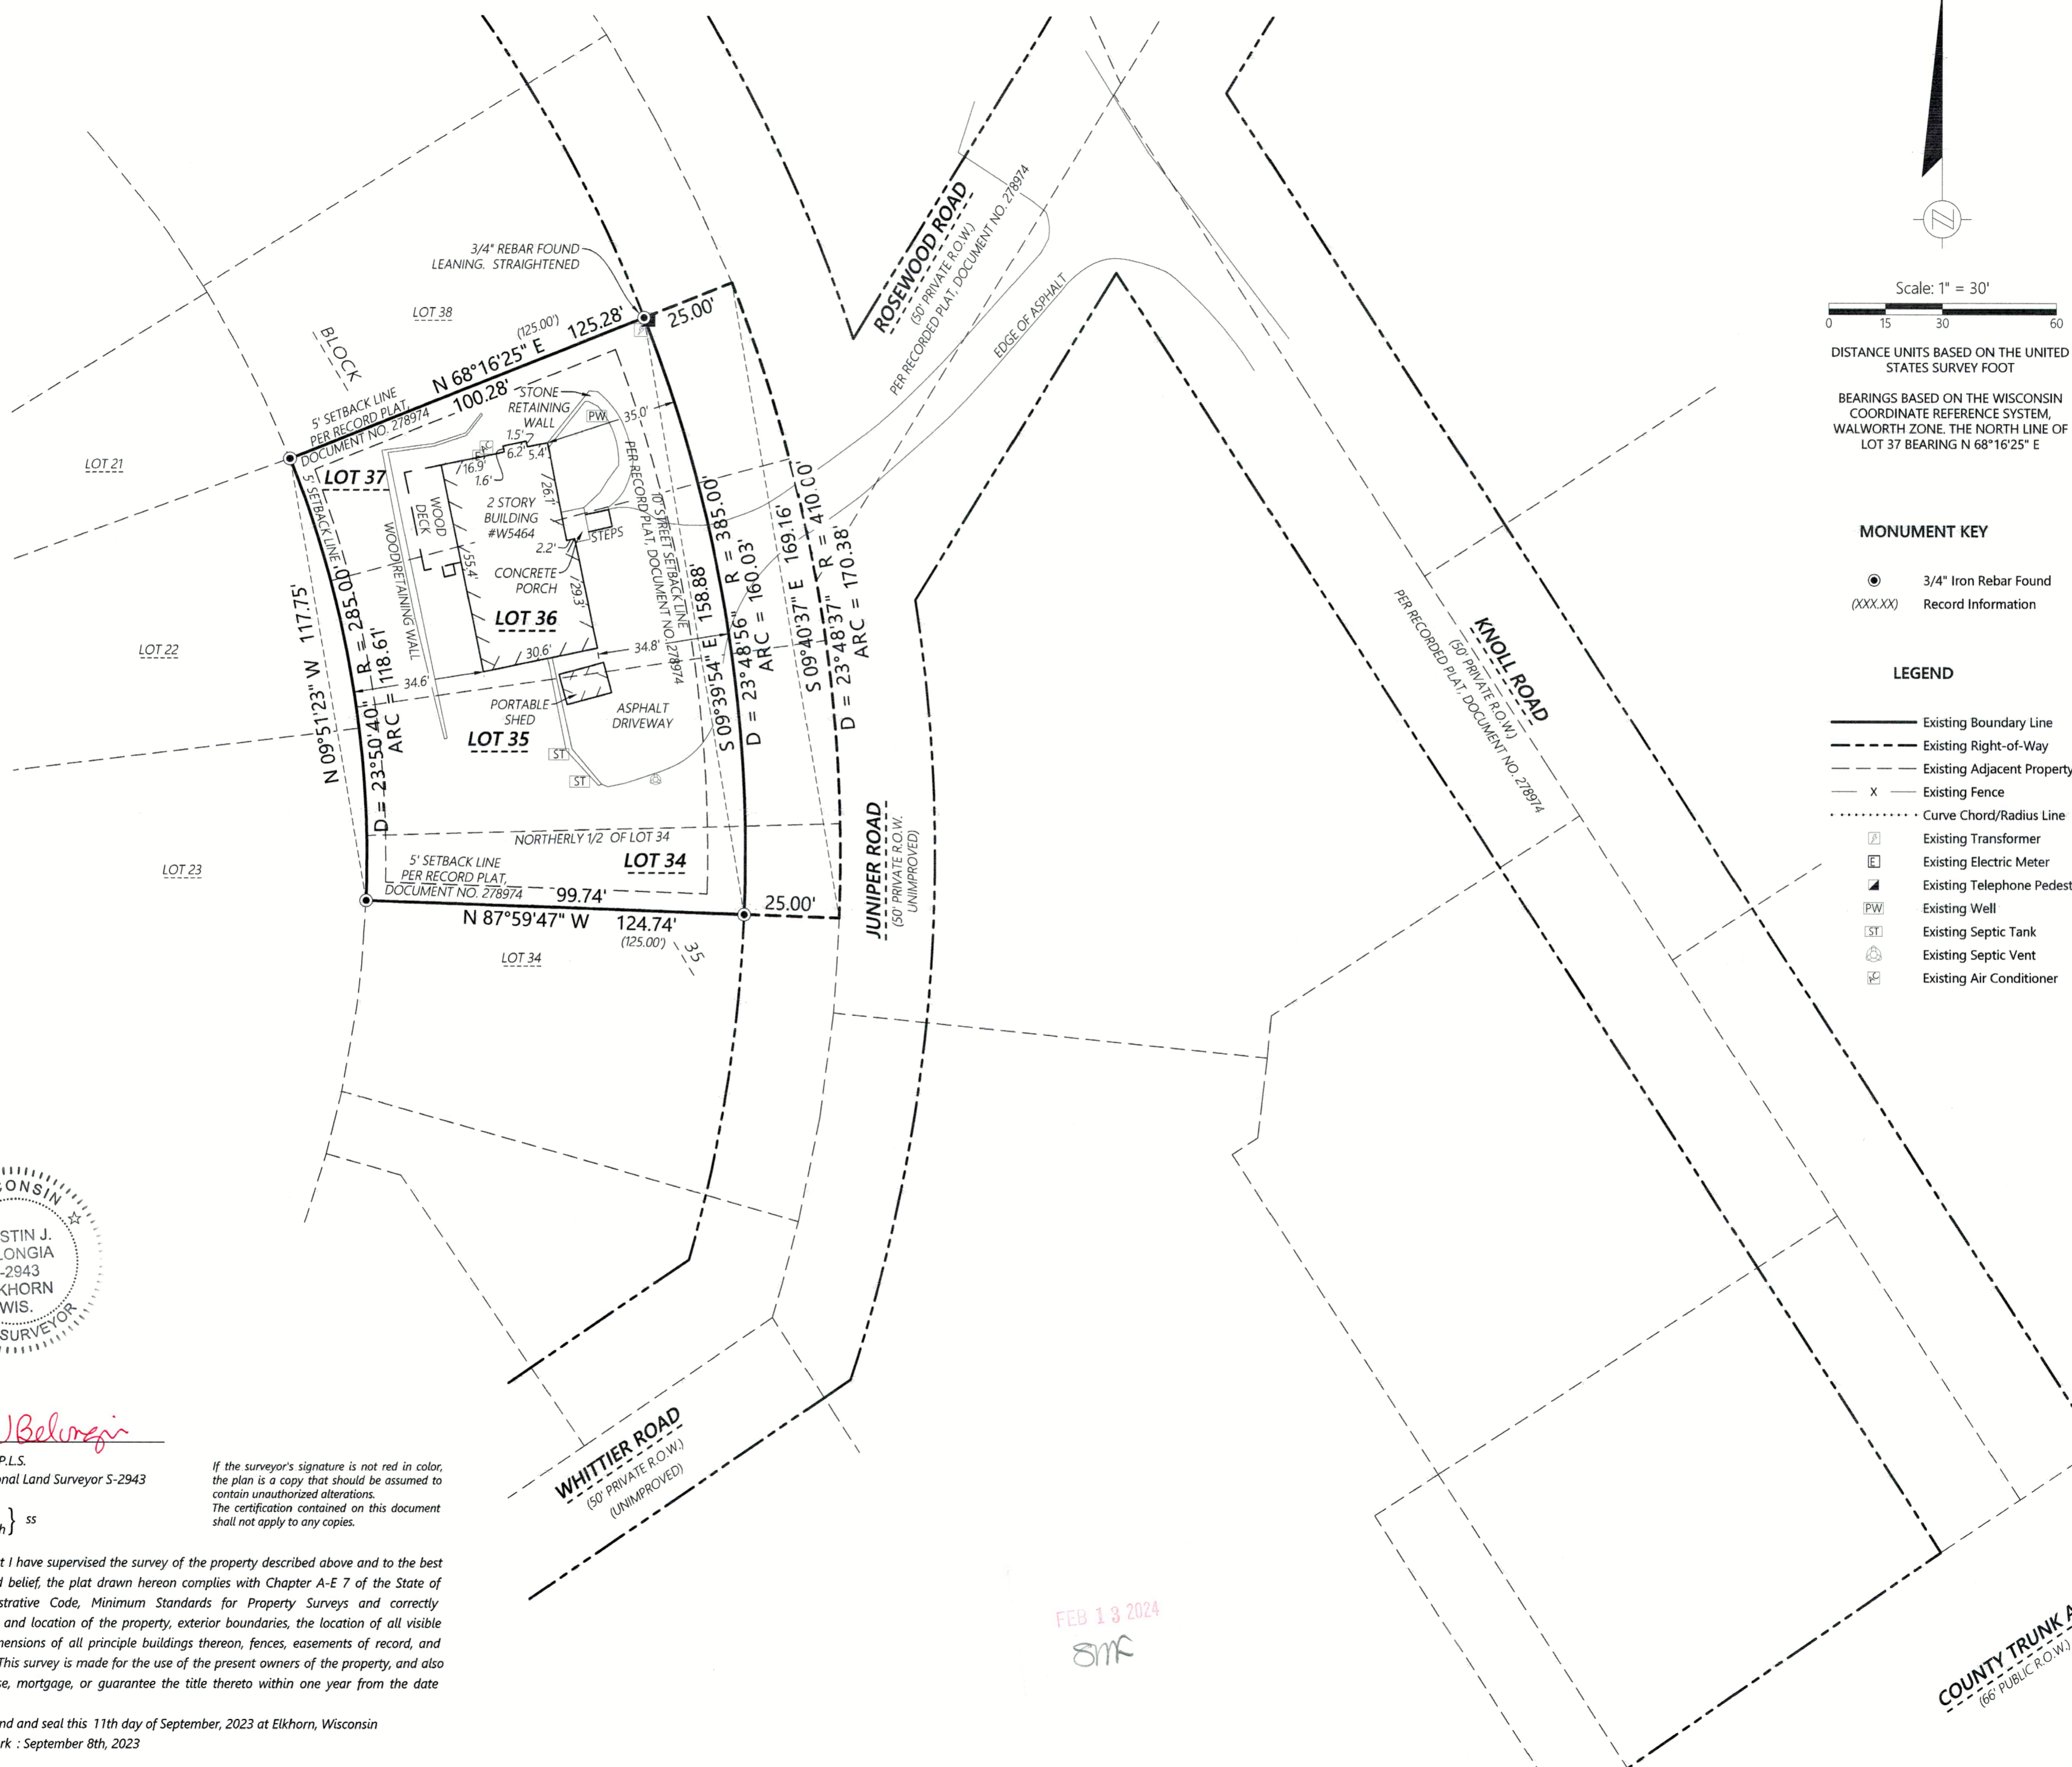 3/4" REBAR FOUND
LEANING. STRAIGHTENED
LOT 38
BLOCK
(125.00')
125.28'
N 68°16'25" E
100.28'
25.00'
5' SETBACK LINE
PER RECORD PLAT,
DOCUMENT NO. 278974
LOT 21
LOT 37
5' SETBACK LINE
STONE
RETAINING
WALL
PW
35.0'
1.5'
6.2'
5.4'
16.9'
1.6'
26.1'
WOOD
DECK
WOOD RETAINING WALL
2 STORY
BUILDING
#W5464
STEPS
2.2'
55.4'
CONCRETE
PORCH
29.3'
LOT 36
30.6'
34.8'
34.6'
10' STREET SETBACK LINE
PER RECORD PLAT, DOCUMENT NO. 278974
PORTABLE
SHED
ASPHALT
DRIVEWAY
LOT 35
ST
ST
LOT 22
N 09°51'23" W 117.75'
D = 23°50'40" R = 285.00'
ARC = 118.61'
S 09°39'54" E 158.88'
D = 23°48'56" R = 385.00'
ARC = 160.03'
S 09°40'37" E 169.16'
D = 23°48'37" R = 410.00'
ARC = 170.38'
NORTHERLY 1/2 OF LOT 34
LOT 34
5' SETBACK LINE
PER RECORD PLAT,
DOCUMENT NO. 278974
99.74'
N 87°59'47" W 124.74'
(125.00')
25.00'
35
LOT 34
LOT 23
ROSEWOOD ROAD
(50' PRIVATE R.O.W.)
PER RECORDED PLAT, DOCUMENT NO. 278974
EDGE OF ASPHALT
JUNIPER ROAD
(50' PRIVATE R.O.W.
UNIMPROVED)
KNOLL ROAD
(50' PRIVATE R.O.W.)
PER RECORDED PLAT, DOCUMENT NO. 278974
WHITTIER ROAD
(50' PRIVATE R.O.W.)
(UNIMPROVED)
COUNTY TRUNK A
(66' PUBLIC R.O.W.)
Scale: 1" = 30'
0 15 30 60
DISTANCE UNITS BASED ON THE UNITED
STATES SURVEY FOOT
BEARINGS BASED ON THE WISCONSIN
COORDINATE REFERENCE SYSTEM,
WALWORTH ZONE. THE NORTH LINE OF
LOT 37 BEARING N 68°16'25" E
MONUMENT KEY
3/4" Iron Rebar Found
(XXX.XX) Record Information
LEGEND
Existing Boundary Line
Existing Right-of-Way
Existing Adjacent Property
X Existing Fence
Curve Chord/Radius Line
Existing Transformer
E Existing Electric Meter
Existing Telephone Pedest
PW Existing Well
ST Existing Septic Tank
Existing Septic Vent
AC Existing Air Conditioner
CONSIN
STIN J.
LONGIA
-2943
KHORN
WIS.
SURVEYOR
JBelongia
P.L.S.
onal Land Surveyor S-2943
h } ss
If the surveyor's signature is not red in color,
the plan is a copy that should be assumed to
contain unauthorized alterations.
The certification contained on this document
shall not apply to any copies.
t I have supervised the survey of the property described above and to the best
d belief, the plat drawn hereon complies with Chapter A-E 7 of the State of
strative Code, Minimum Standards for Property Surveys and correctly
and location of the property, exterior boundaries, the location of all visible
mensions of all principle buildings thereon, fences, easements of record, and
This survey is made for the use of the present owners of the property, and also
se, mortgage, or guarantee the title thereto within one year from the date
nd and seal this 11th day of September, 2023 at Elkhorn, Wisconsin
rk : September 8th, 2023
FEB 13 2024
SMK